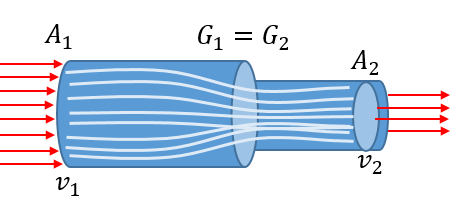 A₁
G₁ = G₂
A₂
v₁
v₂